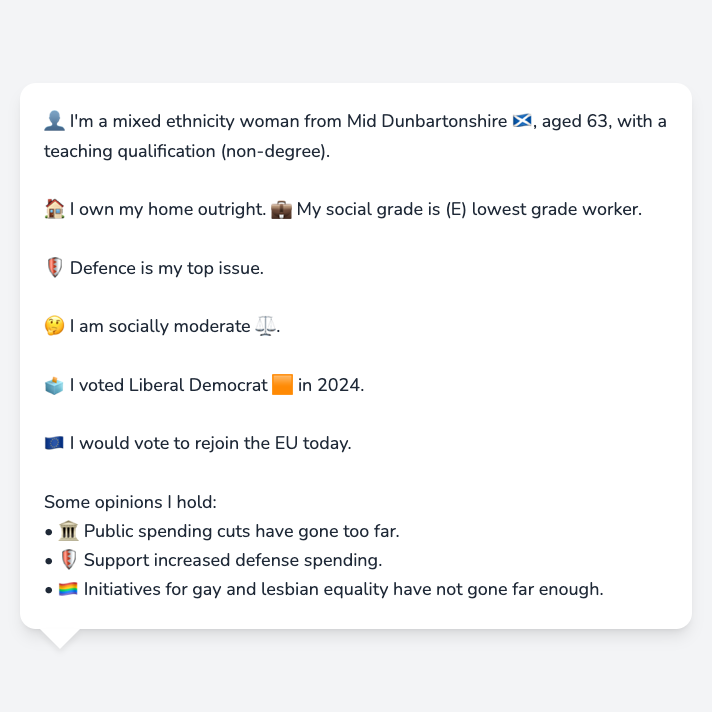 👤 I'm a mixed ethnicity woman from Mid Dunbartonshire 🏴󠁧󠁢󠁳󠁣󠁴󠁿, aged 63, with a
teaching qualification (non-degree).
🏠 I own my home outright. 💼 My social grade is (E) lowest grade worker.
🛡️ Defence is my top issue.
🤔 I am socially moderate ⚖️.
🗳️ I voted Liberal Democrat 🟧 in 2024.
🇪🇺 I would vote to rejoin the EU today.
Some opinions I hold:
• 🏛️ Public spending cuts have gone too far.
• 🛡️ Support increased defense spending.
• 🏳️‍🌈 Initiatives for gay and lesbian equality have not gone far enough.